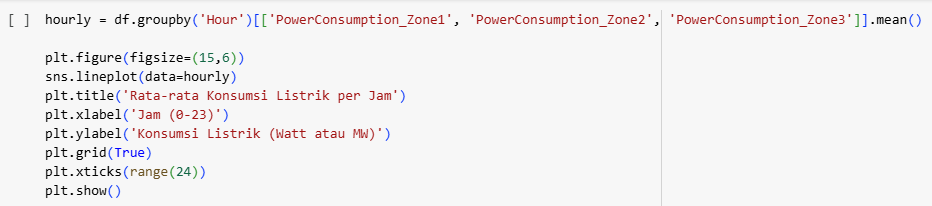 [ ] hourly = df.groupby('Hour')[['PowerConsumption_Zone1', 'PowerConsumption_Zone2', 'PowerConsumption_Zone3']].mean()
plt.figure(figsize=(15,6))
sns.lineplot(data=hourly)
plt.title('Rata-rata Konsumsi Listrik per Jam')
plt.xlabel('Jam (0-23)')
plt.ylabel('Konsumsi Listrik (Watt atau MW)')
plt.grid(True)
plt.xticks(range(24))
plt.show()